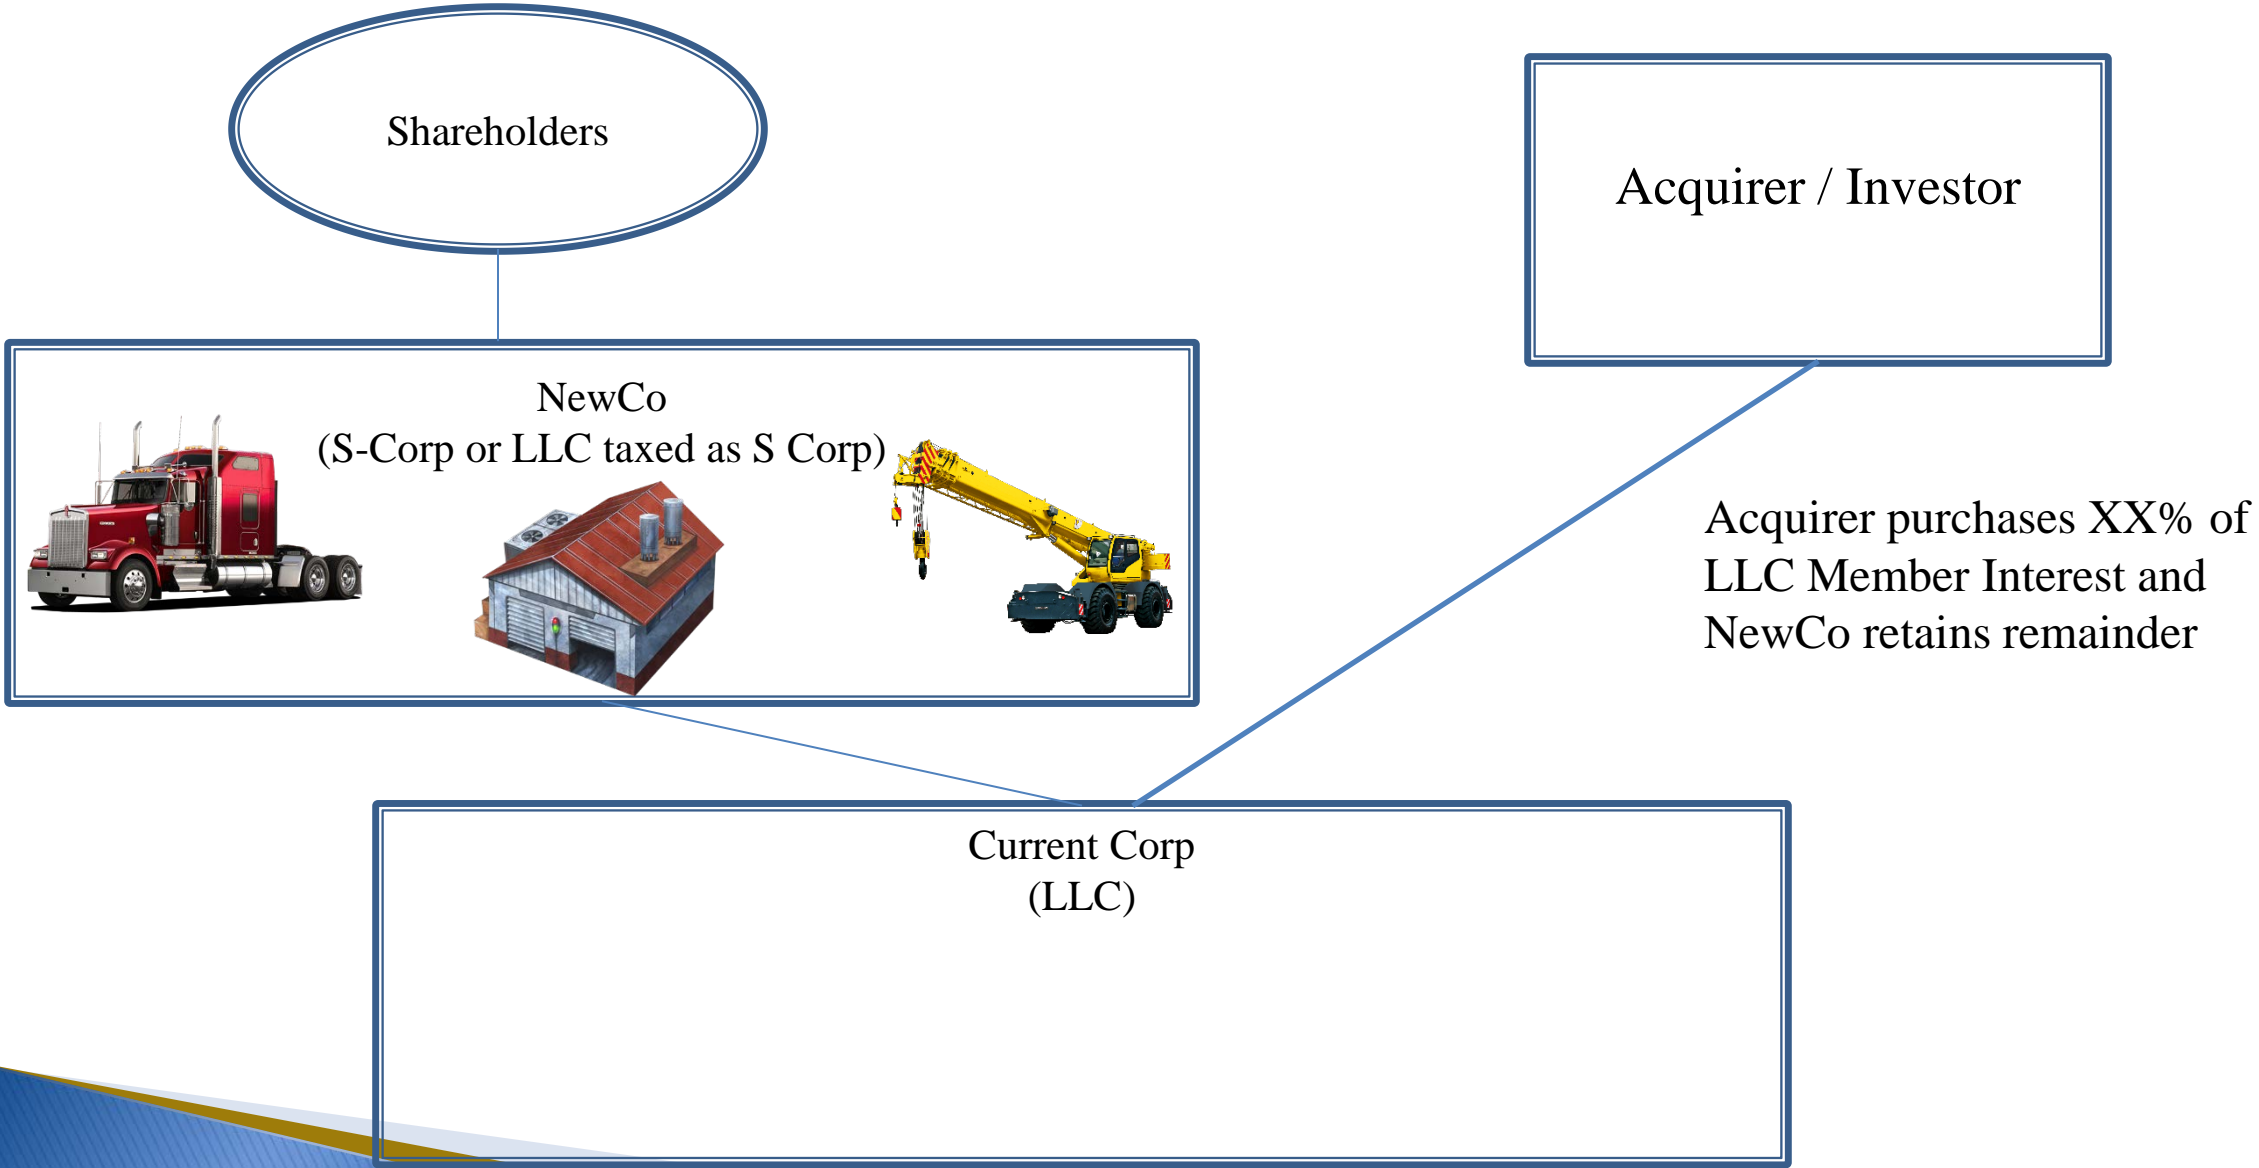 Shareholders
Acquirer / Investor
NewCo
(S-Corp or LLC taxed as S Corp)
Acquirer purchases XX% of
LLC Member Interest and
NewCo retains remainder
Current Corp
(LLC)